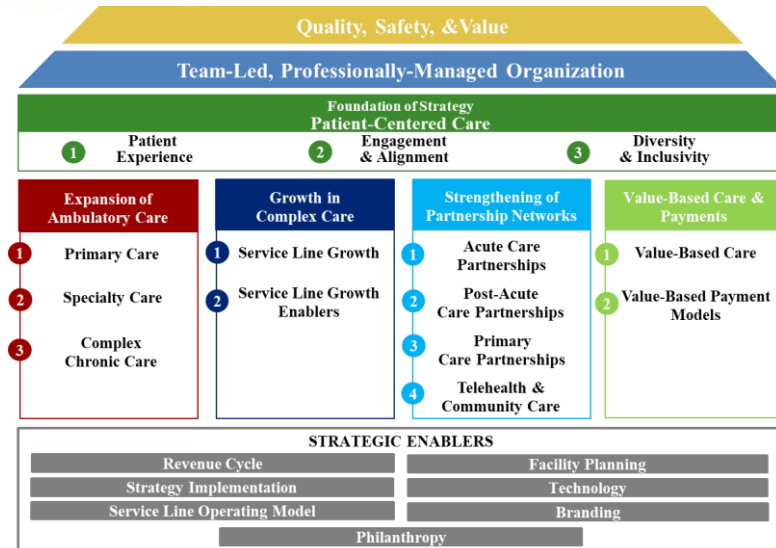 Quality, Safety, &Value
Team-Led, Professionally-Managed Organization
Foundation of Strategy
Patient-Centered Care
1 Patient
Experience
2 Engagement
& Alignment
3 Diversity
& Inclusivity
Expansion of
Ambulatory Care
1 Primary Care
2 Specialty Care
3 Complex
Chronic Care
Growth in
Complex Care
1 Service Line Growth
2 Service Line Growth
Enablers
Strengthening of
Partnership Networks
1 Acute Care
Partnerships
2 Post-Acute
Care Partnerships
3 Primary
Care Partnerships
4 Telehealth &
Community Care
Value-Based Care &
Payments
1 Value-Based Care
2 Value-Based Payment
Models
STRATEGIC ENABLERS
Revenue Cycle
Strategy Implementation
Service Line Operating Model
Facility Planning
Technology
Branding
Philanthropy